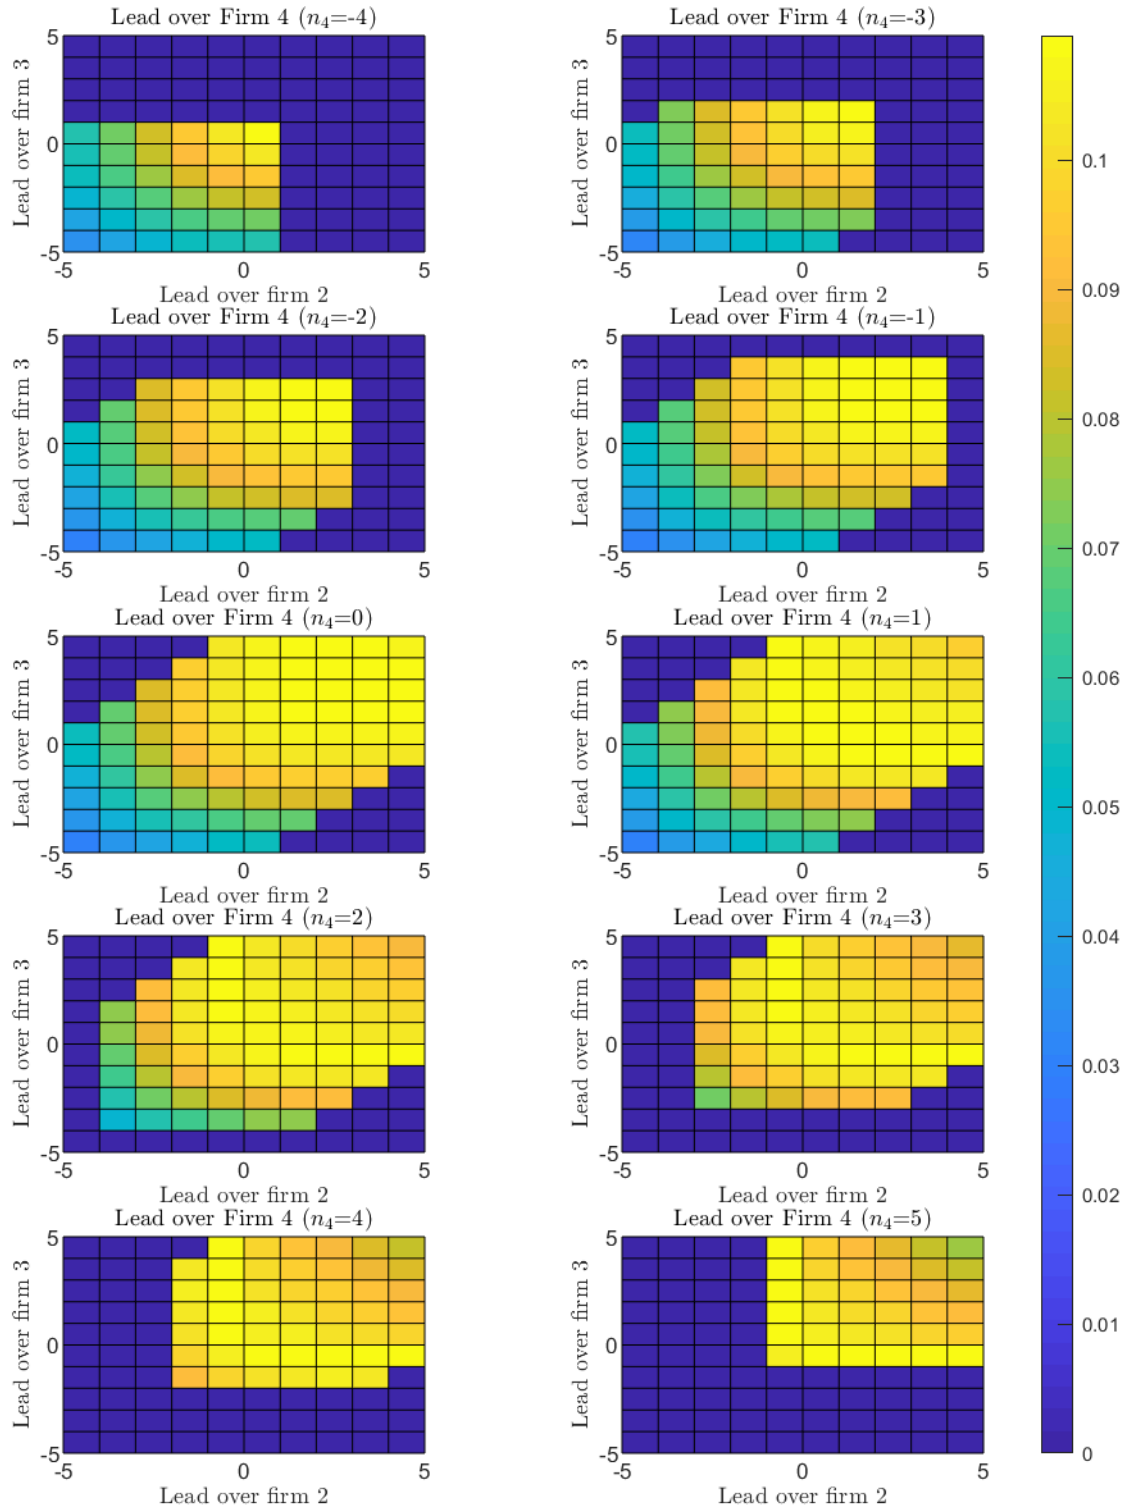 Lead over Firm 4 (n₄=-4)
5
0
-5
Lead over firm 3
-5 0 5
Lead over firm 2
Lead over Firm 4 (n₄=-3)
5
0
-5
Lead over firm 3
-5 0 5
Lead over firm 2
Lead over Firm 4 (n₄=-2)
5
0
-5
Lead over firm 3
-5 0 5
Lead over firm 2
Lead over Firm 4 (n₄=-1)
5
0
-5
Lead over firm 3
-5 0 5
Lead over firm 2
Lead over Firm 4 (n₄=0)
5
0
-5
Lead over firm 3
-5 0 5
Lead over firm 2
Lead over Firm 4 (n₄=1)
5
0
-5
Lead over firm 3
-5 0 5
Lead over firm 2
Lead over Firm 4 (n₄=2)
5
0
-5
Lead over firm 3
-5 0 5
Lead over firm 2
Lead over Firm 4 (n₄=3)
5
0
-5
Lead over firm 3
-5 0 5
Lead over firm 2
Lead over Firm 4 (n₄=4)
5
0
-5
Lead over firm 3
-5 0 5
Lead over firm 2
Lead over Firm 4 (n₄=5)
5
0
-5
Lead over firm 3
-5 0 5
Lead over firm 2
0.1
0.09
0.08
0.07
0.06
0.05
0.04
0.03
0.02
0.01
0